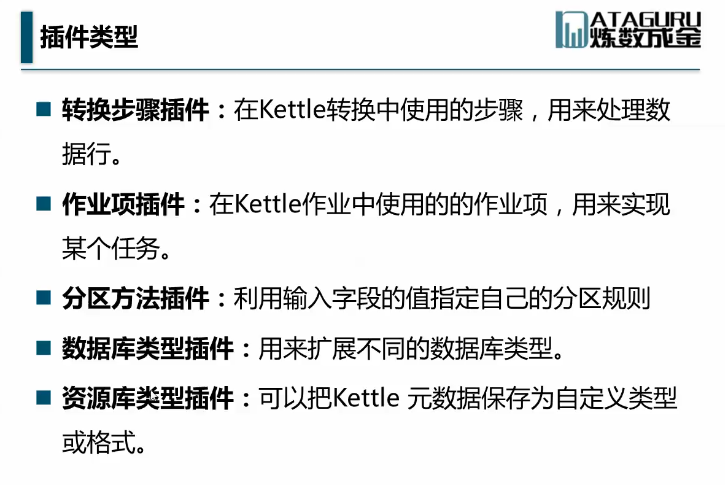 插件类型
DATAGURU
炼数成金
转换步骤插件：在Kettle转换中使用的步骤，用来处理数
据行。
作业项插件：在Kettle作业中使用的的作业项，用来实现
某个任务。
分区方法插件：利用输入字段的值指定自己的分区规则
数据库类型插件：用来扩展不同的数据库类型。
资源库类型插件：可以把Kettle 元数据保存为自定义类型
或格式。